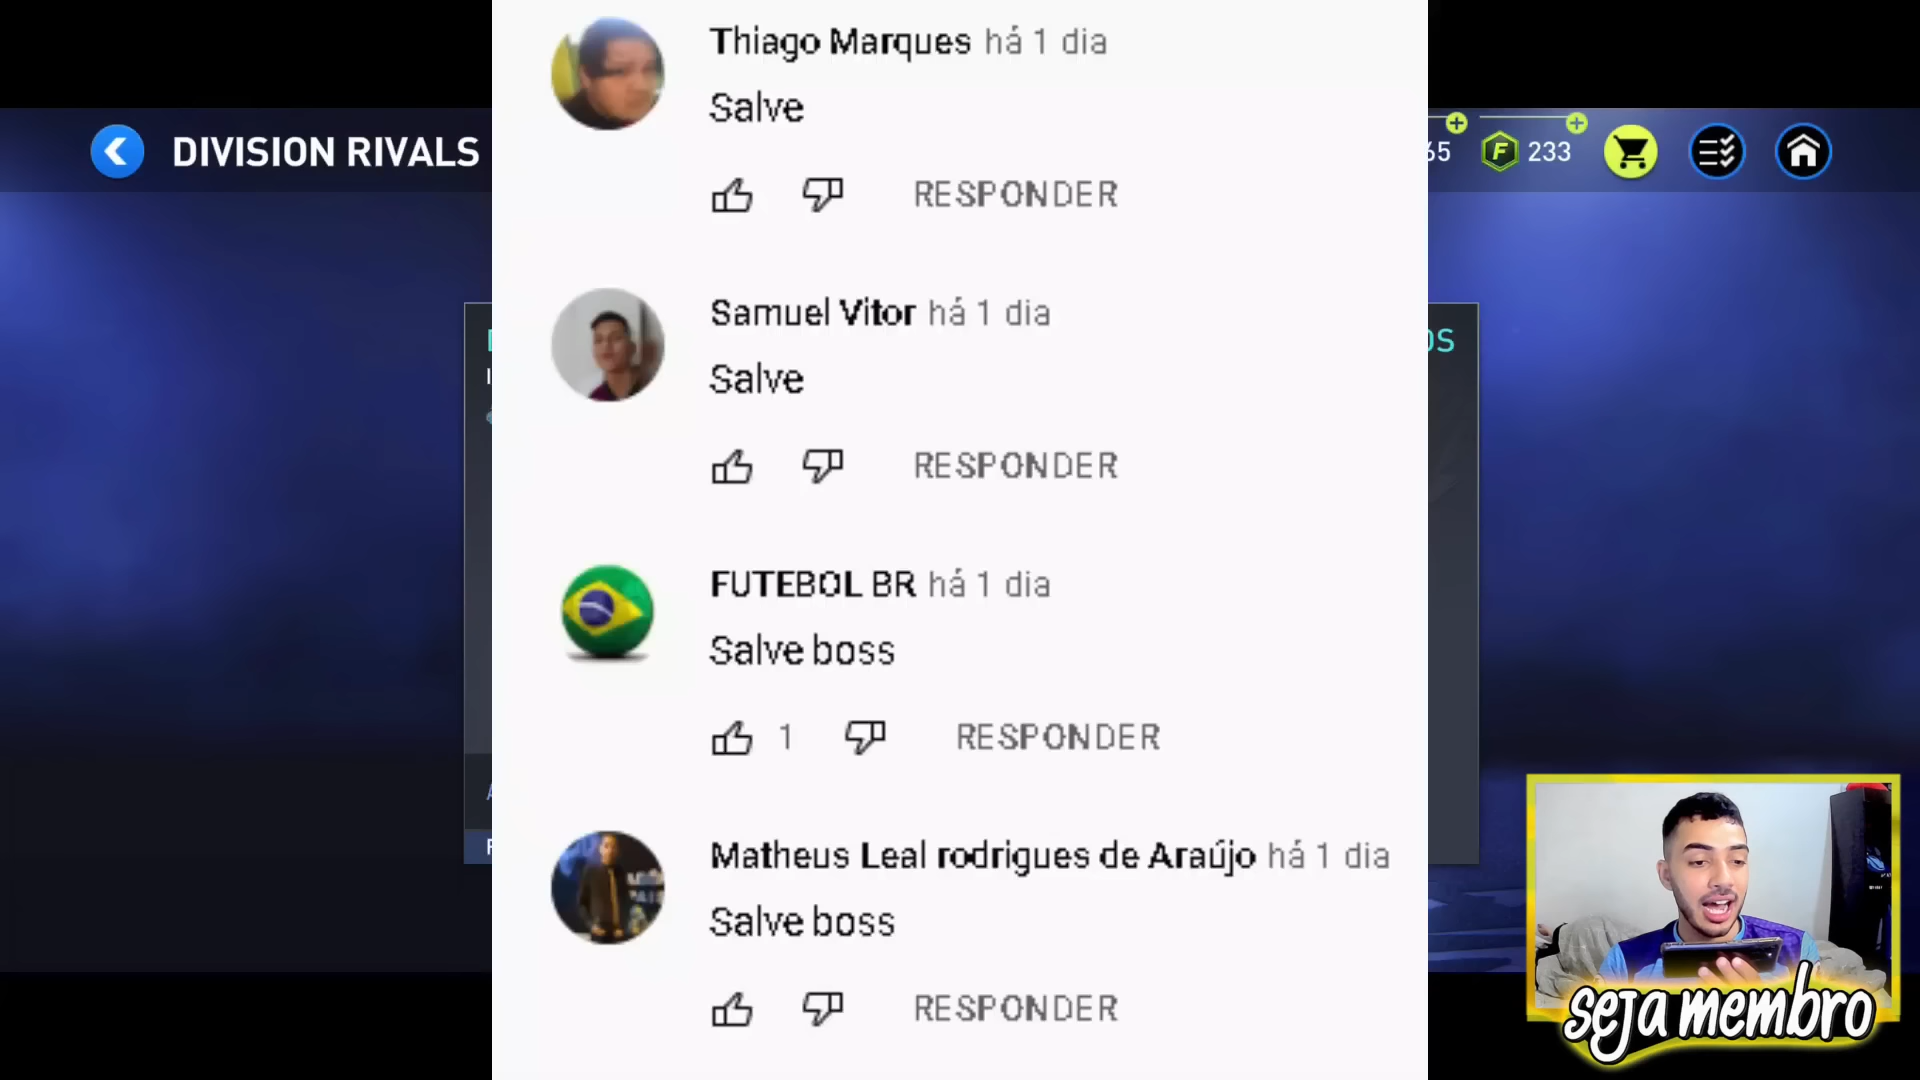 DIVISION RIVALS
Thiago Marques há 1 dia
Salve
RESPONDER
Samuel Vitor há 1 dia
Salve
RESPONDER
FUTEBOL BR há 1 dia
Salve boss
1 RESPONDER
Matheus Leal rodrigues de Araújo há 1 dia
Salve boss
RESPONDER
65 F 233
OS
seja membro